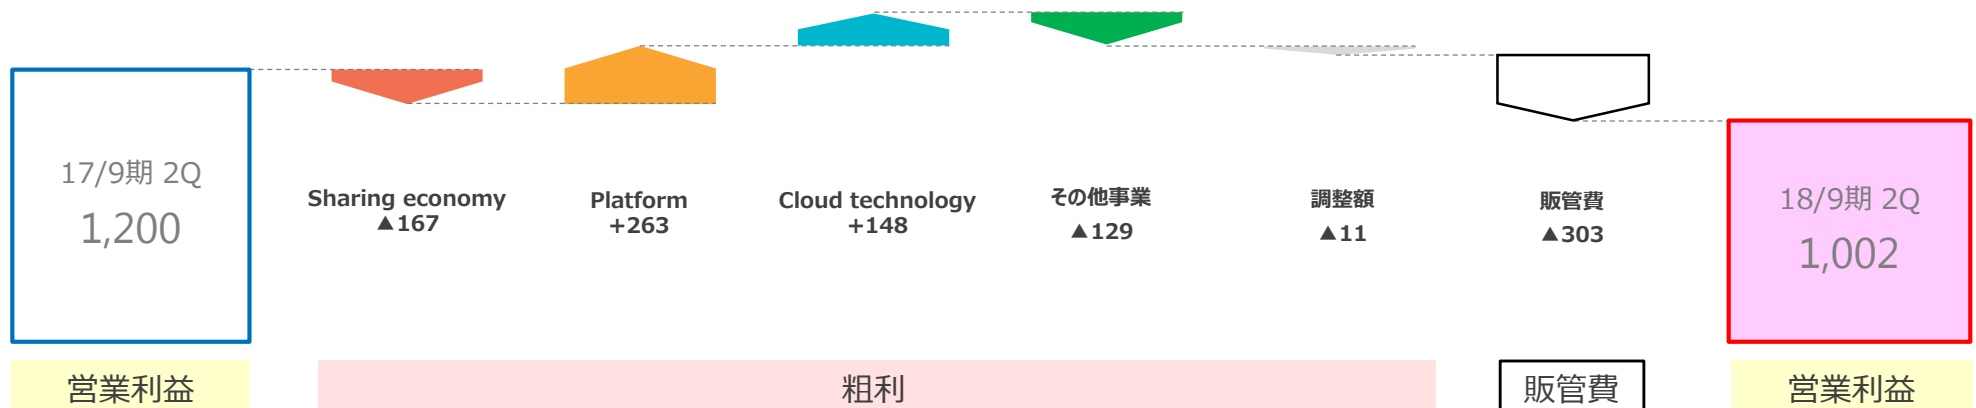 17/9期 2Q
1,200
Sharing economy
▲167
Platform
+263
Cloud technology
+148
その他事業
▲129
調整額
▲11
販管費
▲303
18/9期 2Q
1,002
営業利益
粗利
販管費
営業利益